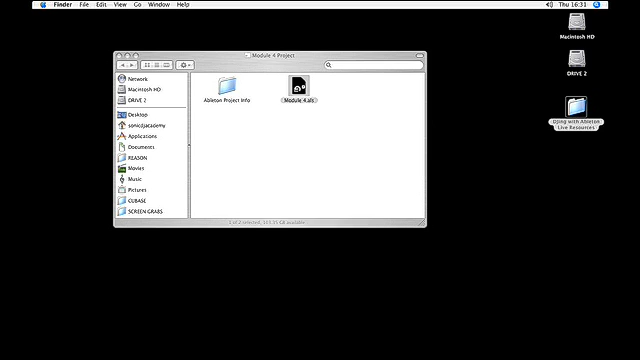 Finder File Edit View Go Window Help Thu 16:31
Macintosh HD
DRIVE 2
DJing with Ableton
Live Resources
Module 4 Project
Network
Macintosh HD
DRIVE 2
Desktop
sonicdjacademy
Applications
Documents
REASON
Movies
Music
Pictures
CUBASE
SCREEN GRABS
Ableton Project Info
Module 4.als